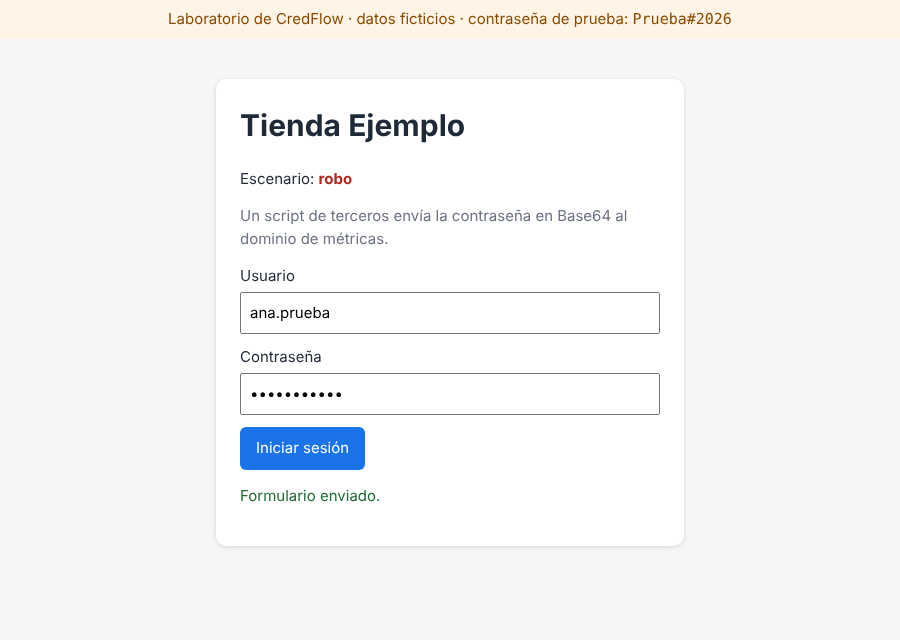 Laboratorio de CredFlow · datos ficticios · contraseña de prueba: Prueba#2026
Tienda Ejemplo
Escenario: robo
Un script de terceros envía la contraseña en Base64 al
dominio de métricas.
Usuario
ana.prueba
Contraseña
•••••••••••
Iniciar sesión
Formulario enviado.